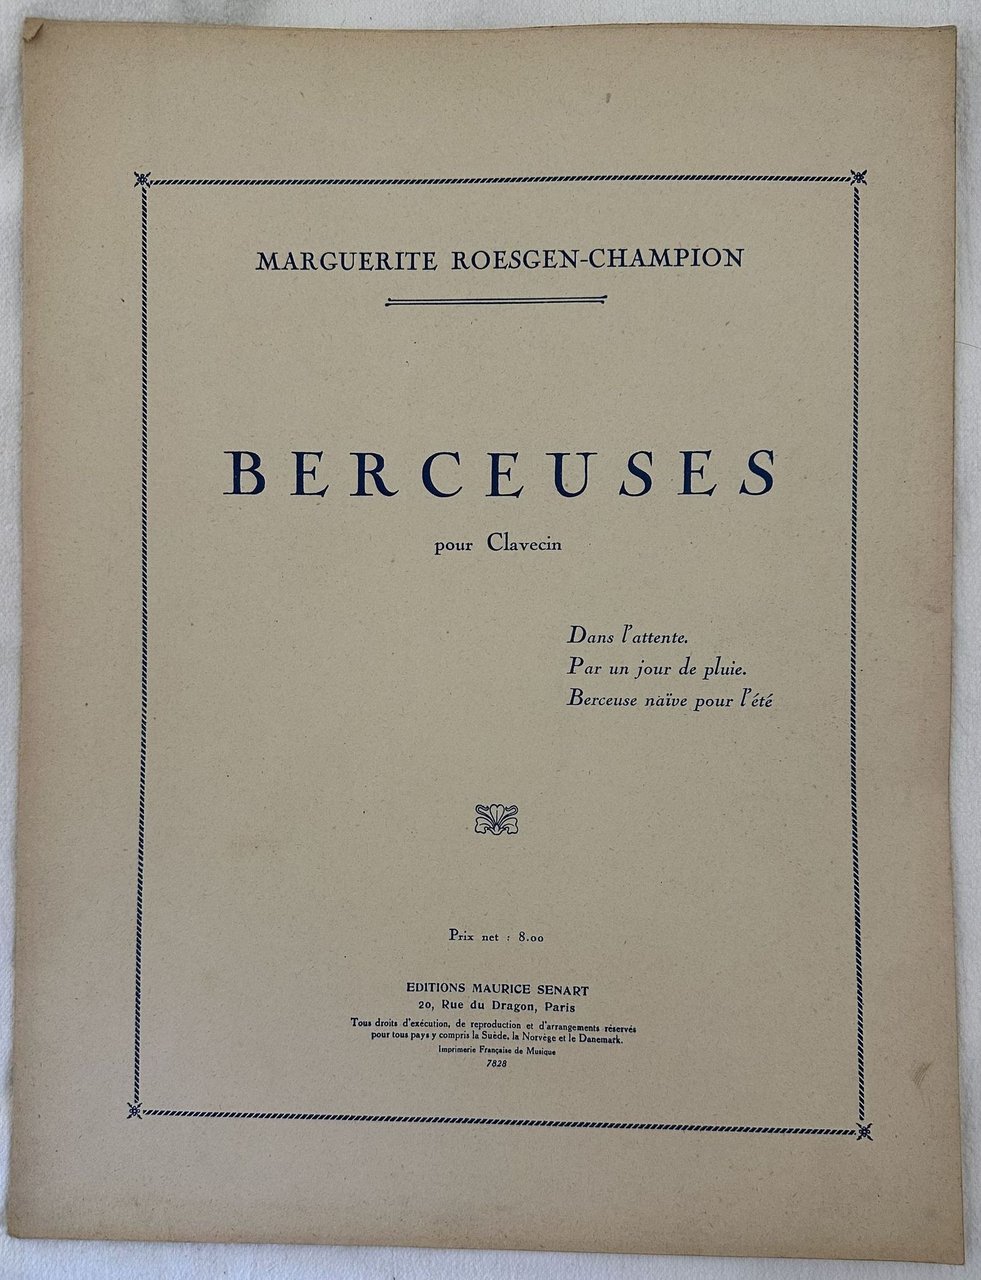 MARGUERITE ROESGEN-CHAMPION
BERCEUSES
pour Clavecin
Dans l'attente.
Par un jour de pluie.
Berceuse naïve pour l'été
Prix net : 8.00
EDITIONS MAURICE SENART
20, Rue du Dragon, Paris
Tous droits d'exécution, de reproduction et d'arrangements réservés
pour tous pays y compris la Suède, la Norvège et le Danemark.
Imprimerie Française de Musique
7828